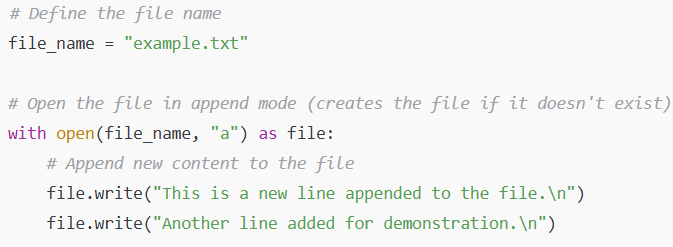 # Define the file name
file_name = "example.txt"

# Open the file in append mode (creates the file if it doesn't exist)
with open(file_name, "a") as file:
    # Append new content to the file
    file.write("This is a new line appended to the file.\n")
    file.write("Another line added for demonstration.\n")